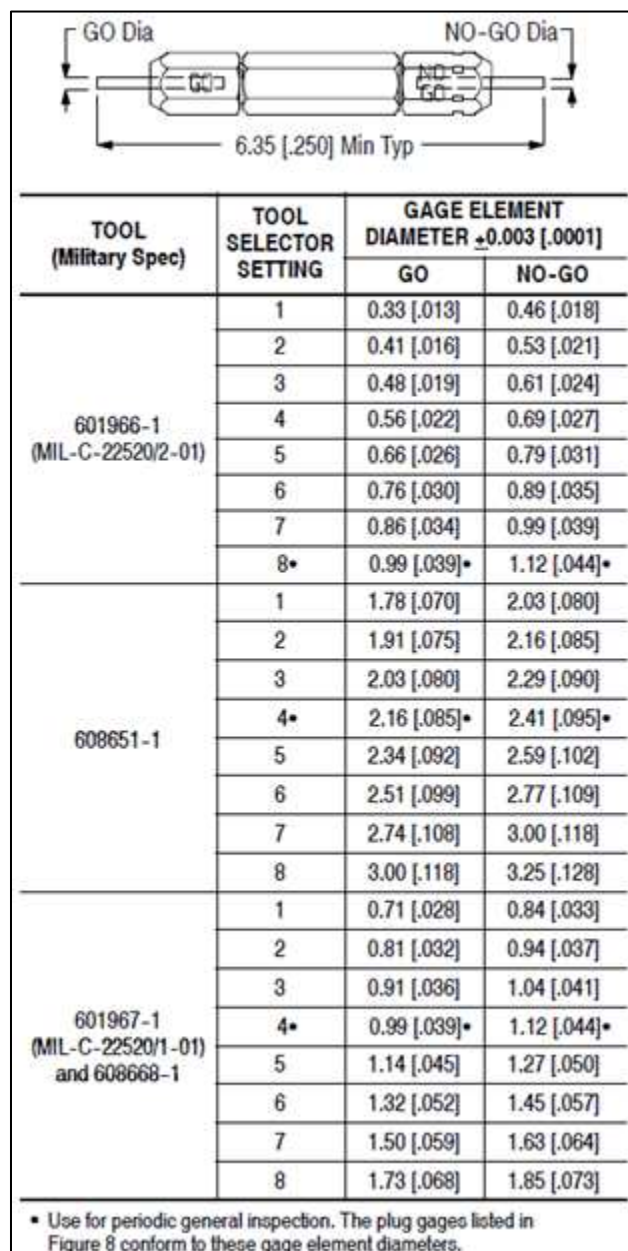 GO Dia NO-GO Dia
GO NO
GO
6.35 [.250] Min Typ
TOOL
(Military Spec)
TOOL
SELECTOR
SETTING
GAGE ELEMENT
DIAMETER ±0.003 [.0001]
GO NO-GO
601966-1
(MIL-C-22520/2-01)
1 0.33 [.013] 0.46 [.018]
2 0.41 [.016] 0.53 [.021]
3 0.48 [.019] 0.61 [.024]
4 0.56 [.022] 0.69 [.027]
5 0.66 [.026] 0.79 [.031]
6 0.76 [.030] 0.89 [.035]
7 0.86 [.034] 0.99 [.039]
8• 0.99 [.039]• 1.12 [.044]•
608651-1
1 1.78 [.070] 2.03 [.080]
2 1.91 [.075] 2.16 [.085]
3 2.03 [.080] 2.29 [.090]
4• 2.16 [.085]• 2.41 [.095]•
5 2.34 [.092] 2.59 [.102]
6 2.51 [.099] 2.77 [.109]
7 2.74 [.108] 3.00 [.118]
8 3.00 [.118] 3.25 [.128]
601967-1
(MIL-C-22520/1-01)
and 608668-1
1 0.71 [.028] 0.84 [.033]
2 0.81 [.032] 0.94 [.037]
3 0.91 [.036] 1.04 [.041]
4• 0.99 [.039]• 1.12 [.044]•
5 1.14 [.045] 1.27 [.050]
6 1.32 [.052] 1.45 [.057]
7 1.50 [.059] 1.63 [.064]
8 1.73 [.068] 1.85 [.073]
• Use for periodic general inspection. The plug gages listed in
Figure 8 conform to these gage element diameters.